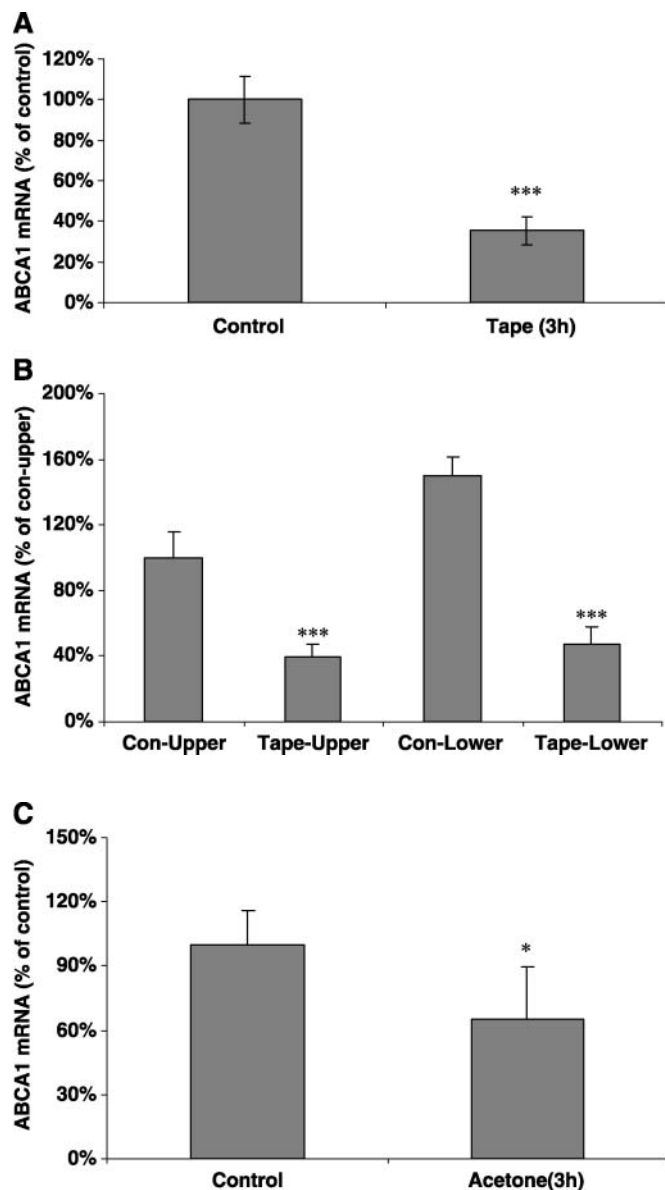 A
ABCA1 mRNA (% of control)
120%
100%
80%
60%
40%
20%
0%
***
Control
Tape (3h)
B
ABCA1 mRNA (% of con-upper)
200%
160%
120%
80%
40%
0%
***
***
Con-Upper
Tape-Upper
Con-Lower
Tape-Lower
C
ABCA1 mRNA (% of control)
150%
120%
90%
60%
30%
0%
*
Control
Acetone(3h)